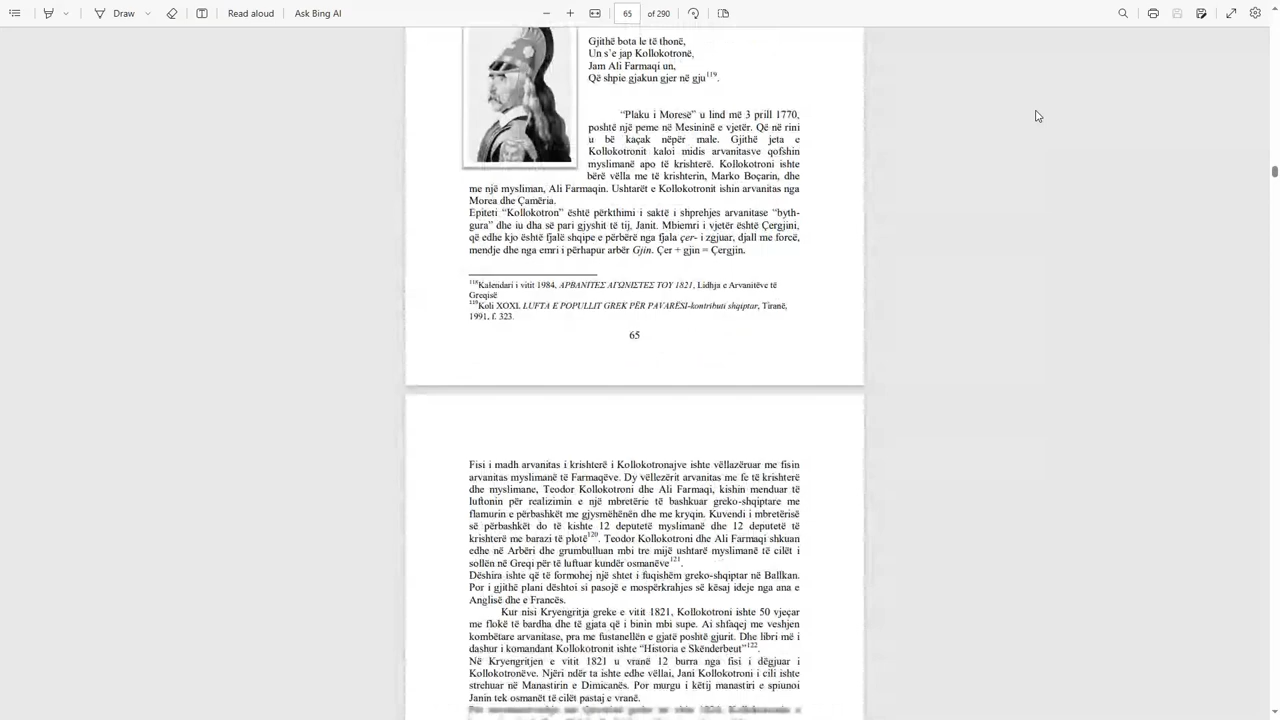 Draw
Read aloud
Ask Bing AI
65 of 290
Gjithë bota le të thonë,
Un s'e jap Kollokotronë,
Jam Ali Farmaqi un,
Që shpie gjakun gjer në gju119.
"Plaku i Moresë" u lind më 3 prill 1770,
poshtë një peme në Mesininë e vjetër. Që në rini
u bë kaçak nëpër male. Gjithë jeta e
Kollokotronit kaloi midis arvanitasve qofshin
myslimanë apo të krishterë. Kollokotroni ishte
bërë vëlla me të krishterin, Marko Boçarin, dhe
me një mysliman, Ali Farmaqin. Ushtarët e Kollokotronit ishin arvanitas nga
Morea dhe Çamëria.
Epiteti "Kollokotron" është përkthimi i saktë i shprehjes arvanitase "byth-
gura" dhe iu dha së pari gjyshit të tij, Janit. Mbiemri i vjetër është Çergjini,
që edhe kjo është fjalë shqipe e përbërë nga fjala çer- i zgjuar, djall me forcë,
mendje dhe nga emri i përhapur arbër Gjin. Çer + gjin = Çergjin.
118Kalendari i vitit 1984, ΑΡΒΑΝΙΤΕΣ ΑΓΩΝΙΣΤΕΣ ΤΟΥ 1821, Lidhja e Arvanitëve të
Greqisë
119Koli XOXI. LUFTA E POPULLIT GREK PËR PAVARËSI-kontributi shqiptar, Tiranë,
1991, f. 323.
65
Fisi i madh arvanitas i krishterë i Kollokotronajve ishte vëllazëruar me fisin
arvanitas myslimanë të Farmaqëve. Dy vëllezërit arvanitas me fe të krishterë
dhe myslimane, Teodor Kollokotroni dhe Ali Farmaqi, kishin menduar të
luftonin për realizimin e një mbretërie të bashkuar greko-shqiptare me
flamurin e përbashkët me gjysmëhënën dhe me kryqin. Kuvendi i mbretërisë
së përbashkët do të kishte 12 deputetë myslimanë dhe 12 deputetë të
krishterë me barazi të plotë120. Teodor Kollokotroni dhe Ali Farmaqi shkuan
edhe në Arbëri dhe grumbulluan mbi tre mijë ushtarë myslimanë të cilët i
sollën në Greqi për të luftuar kundër osmanëve121.
Dëshira ishte që të formohej një shtet i fuqishëm greko-shqiptar në Ballkan.
Por i gjithë plani dështoi si pasojë e mospërkrahjes së kësaj ideje nga ana e
Anglisë dhe e Francës.
Kur nisi Kryengritja greke e vitit 1821, Kollokotroni ishte 50 vjeçar
me flokë të bardha dhe të gjata që i binin mbi supe. Ai shfaqej me veshjen
kombëtare arvanitase, pra me fustanellën e gjatë poshtë gjurit. Dhe libri më i
dashur i komandant Kollokotronit ishte "Historia e Skënderbeut"122.
Në Kryengritjen e vitit 1821 u vranë 12 burra nga fisi i dëgjuar i
Kollokotronëve. Njëri ndër ta ishte edhe vëllai, Jani Kollokotroni i cili ishte
strehuar në Manastirin e Dimicanës. Por murgu i këtij manastiri e spiunoi
Janin tek osmanët të cilët pastaj e vranë.